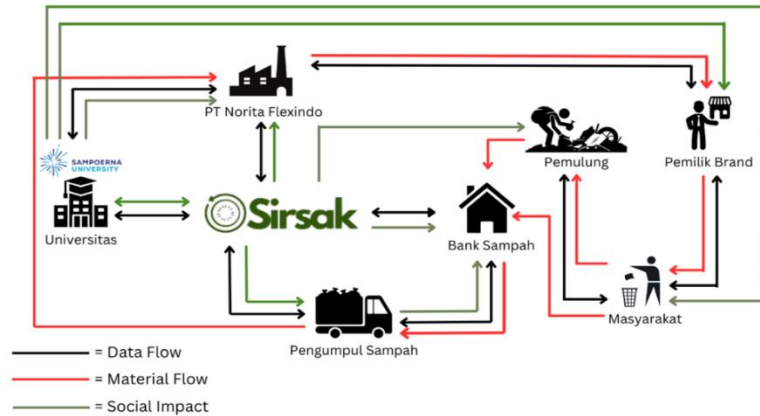 PT Norita Flexindo
Pemulung
Pemilik Brand
SAMPOERNA
UNIVERSITY
Universitas
Sirsak
Bank Sampah
Masyarakat
Pengumpul Sampah
= Data Flow
= Material Flow
= Social Impact